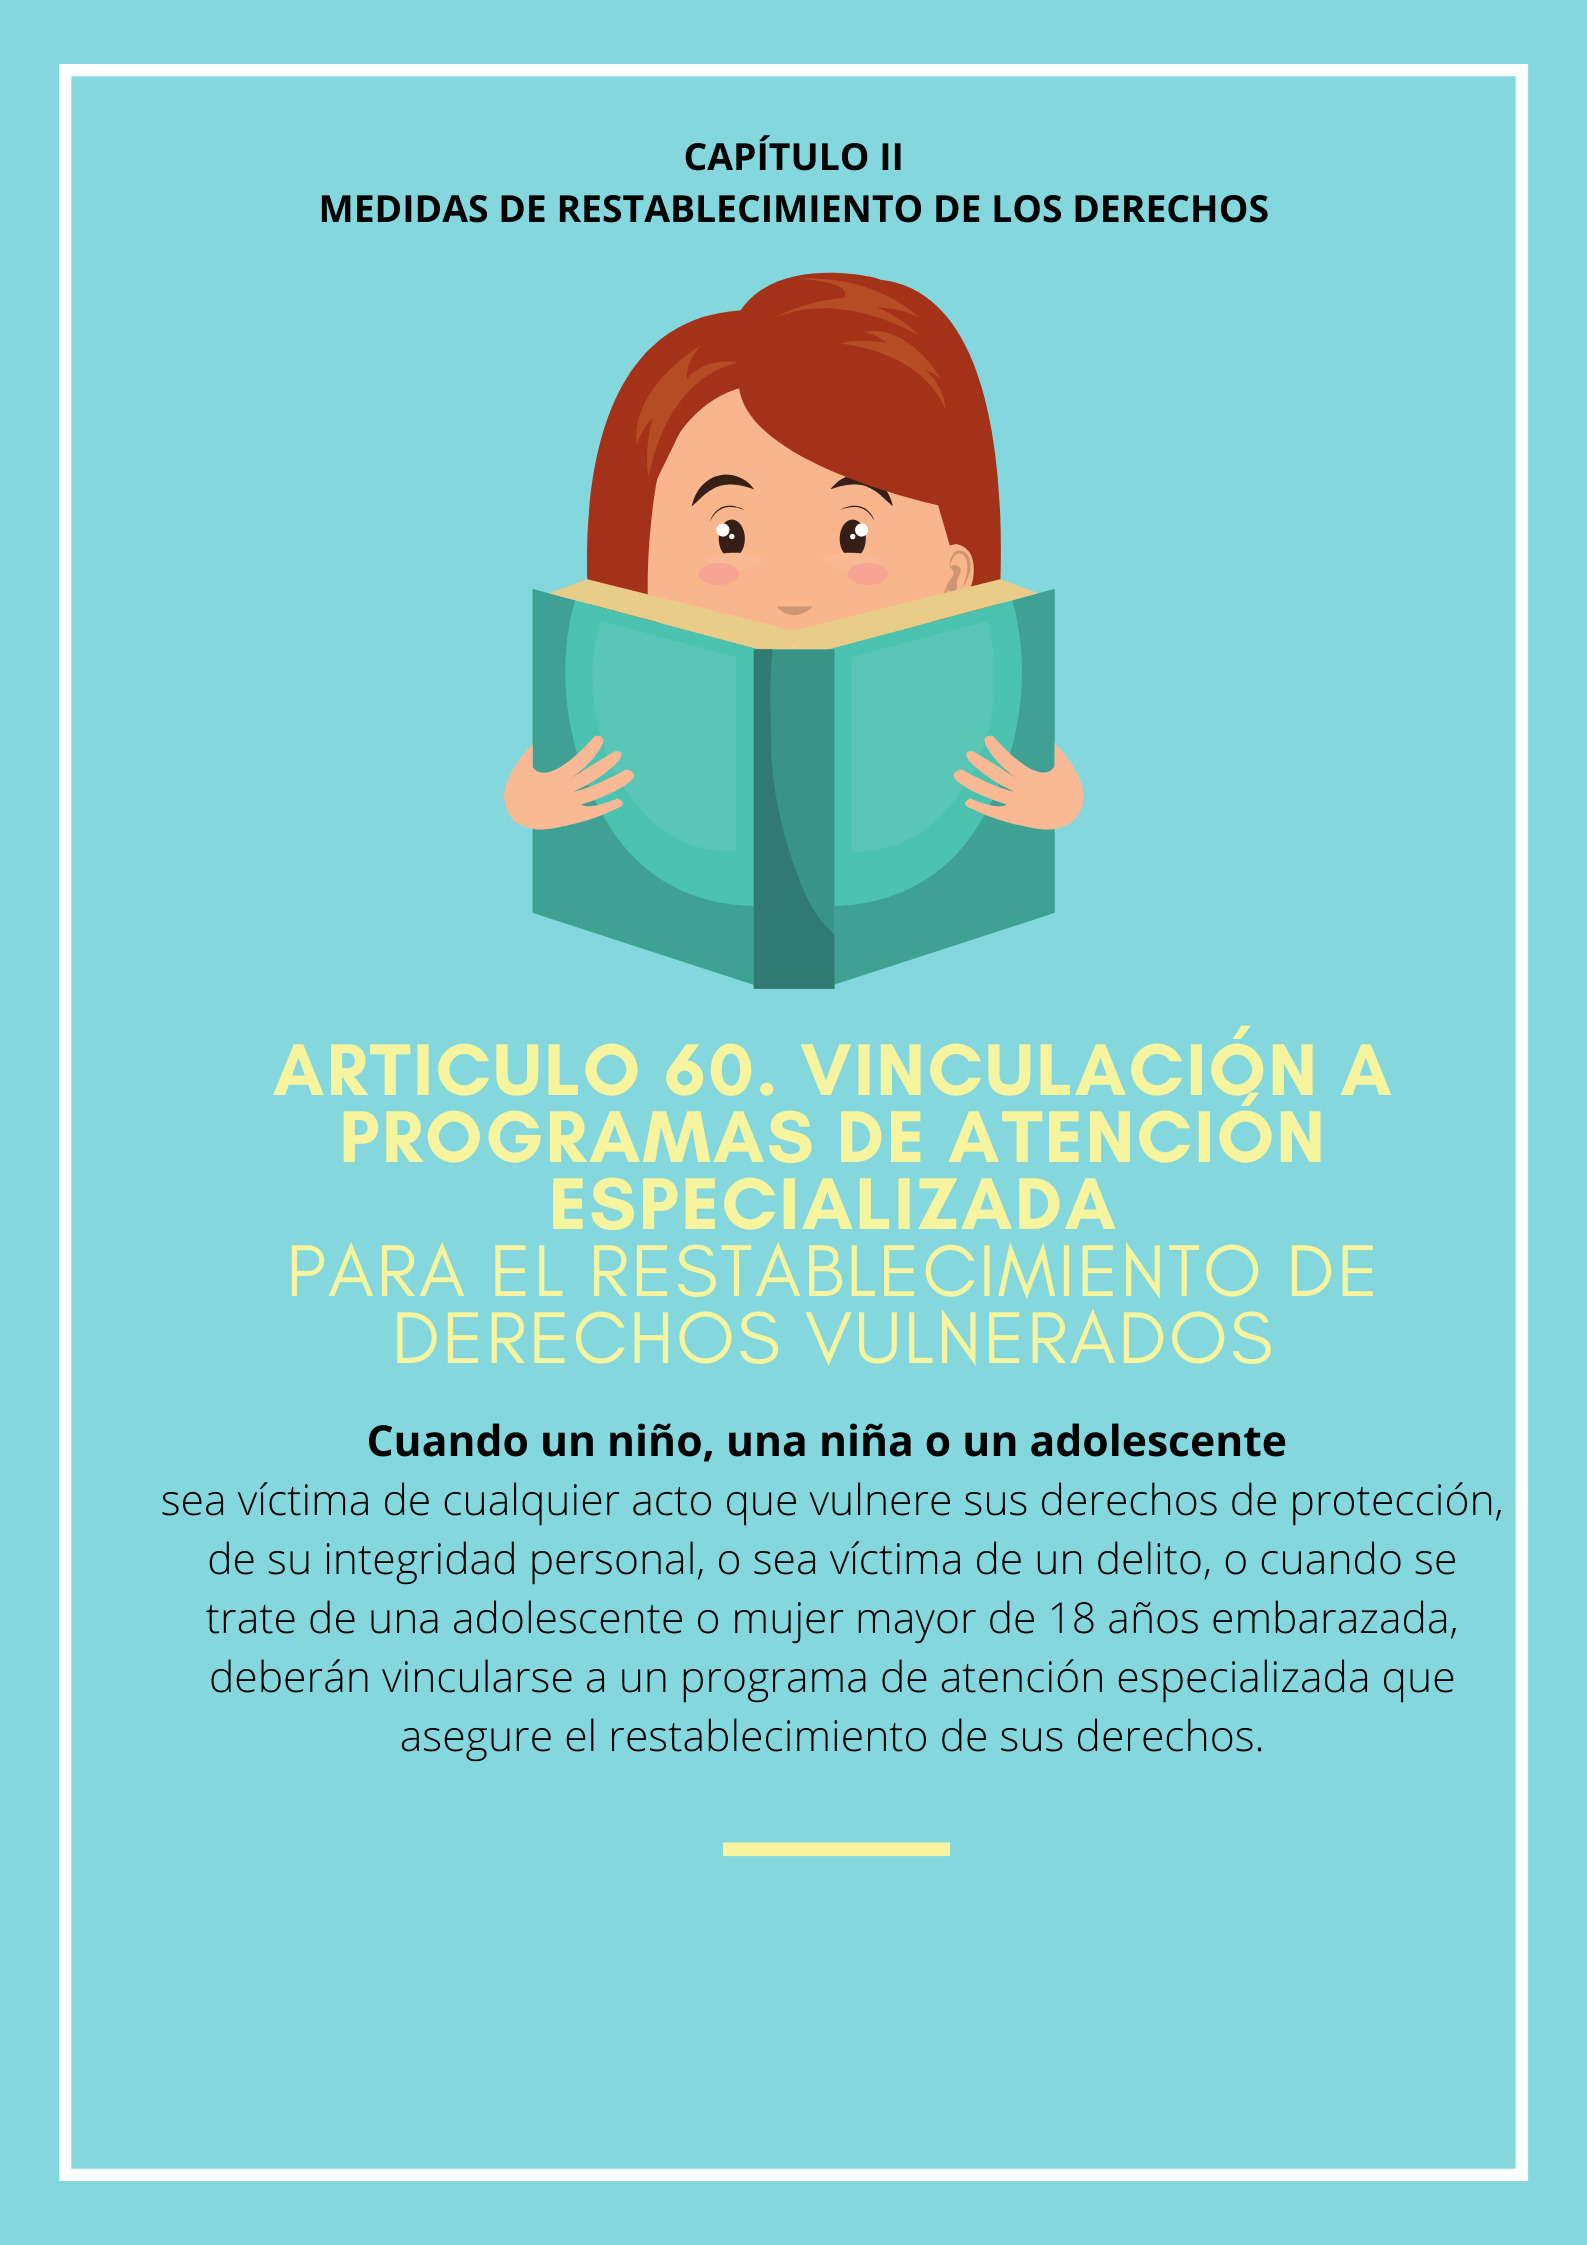 CAPÍTULO II
MEDIDAS DE RESTABLECIMIENTO DE LOS DERECHOS
ARTICULO 60. VINCULACIÓN A
PROGRAMAS DE ATENCIÓN
ESPECIALIZADA
PARA EL RESTABLECIMIENTO DE
DERECHOS VULNERADOS
Cuando un niño, una niña o un adolescente
sea víctima de cualquier acto que vulnere sus derechos de protección,
de su integridad personal, o sea víctima de un delito, o cuando se
trate de una adolescente o mujer mayor de 18 años embarazada,
deberán vincularse a un programa de atención especializada que
asegure el restablecimiento de sus derechos.